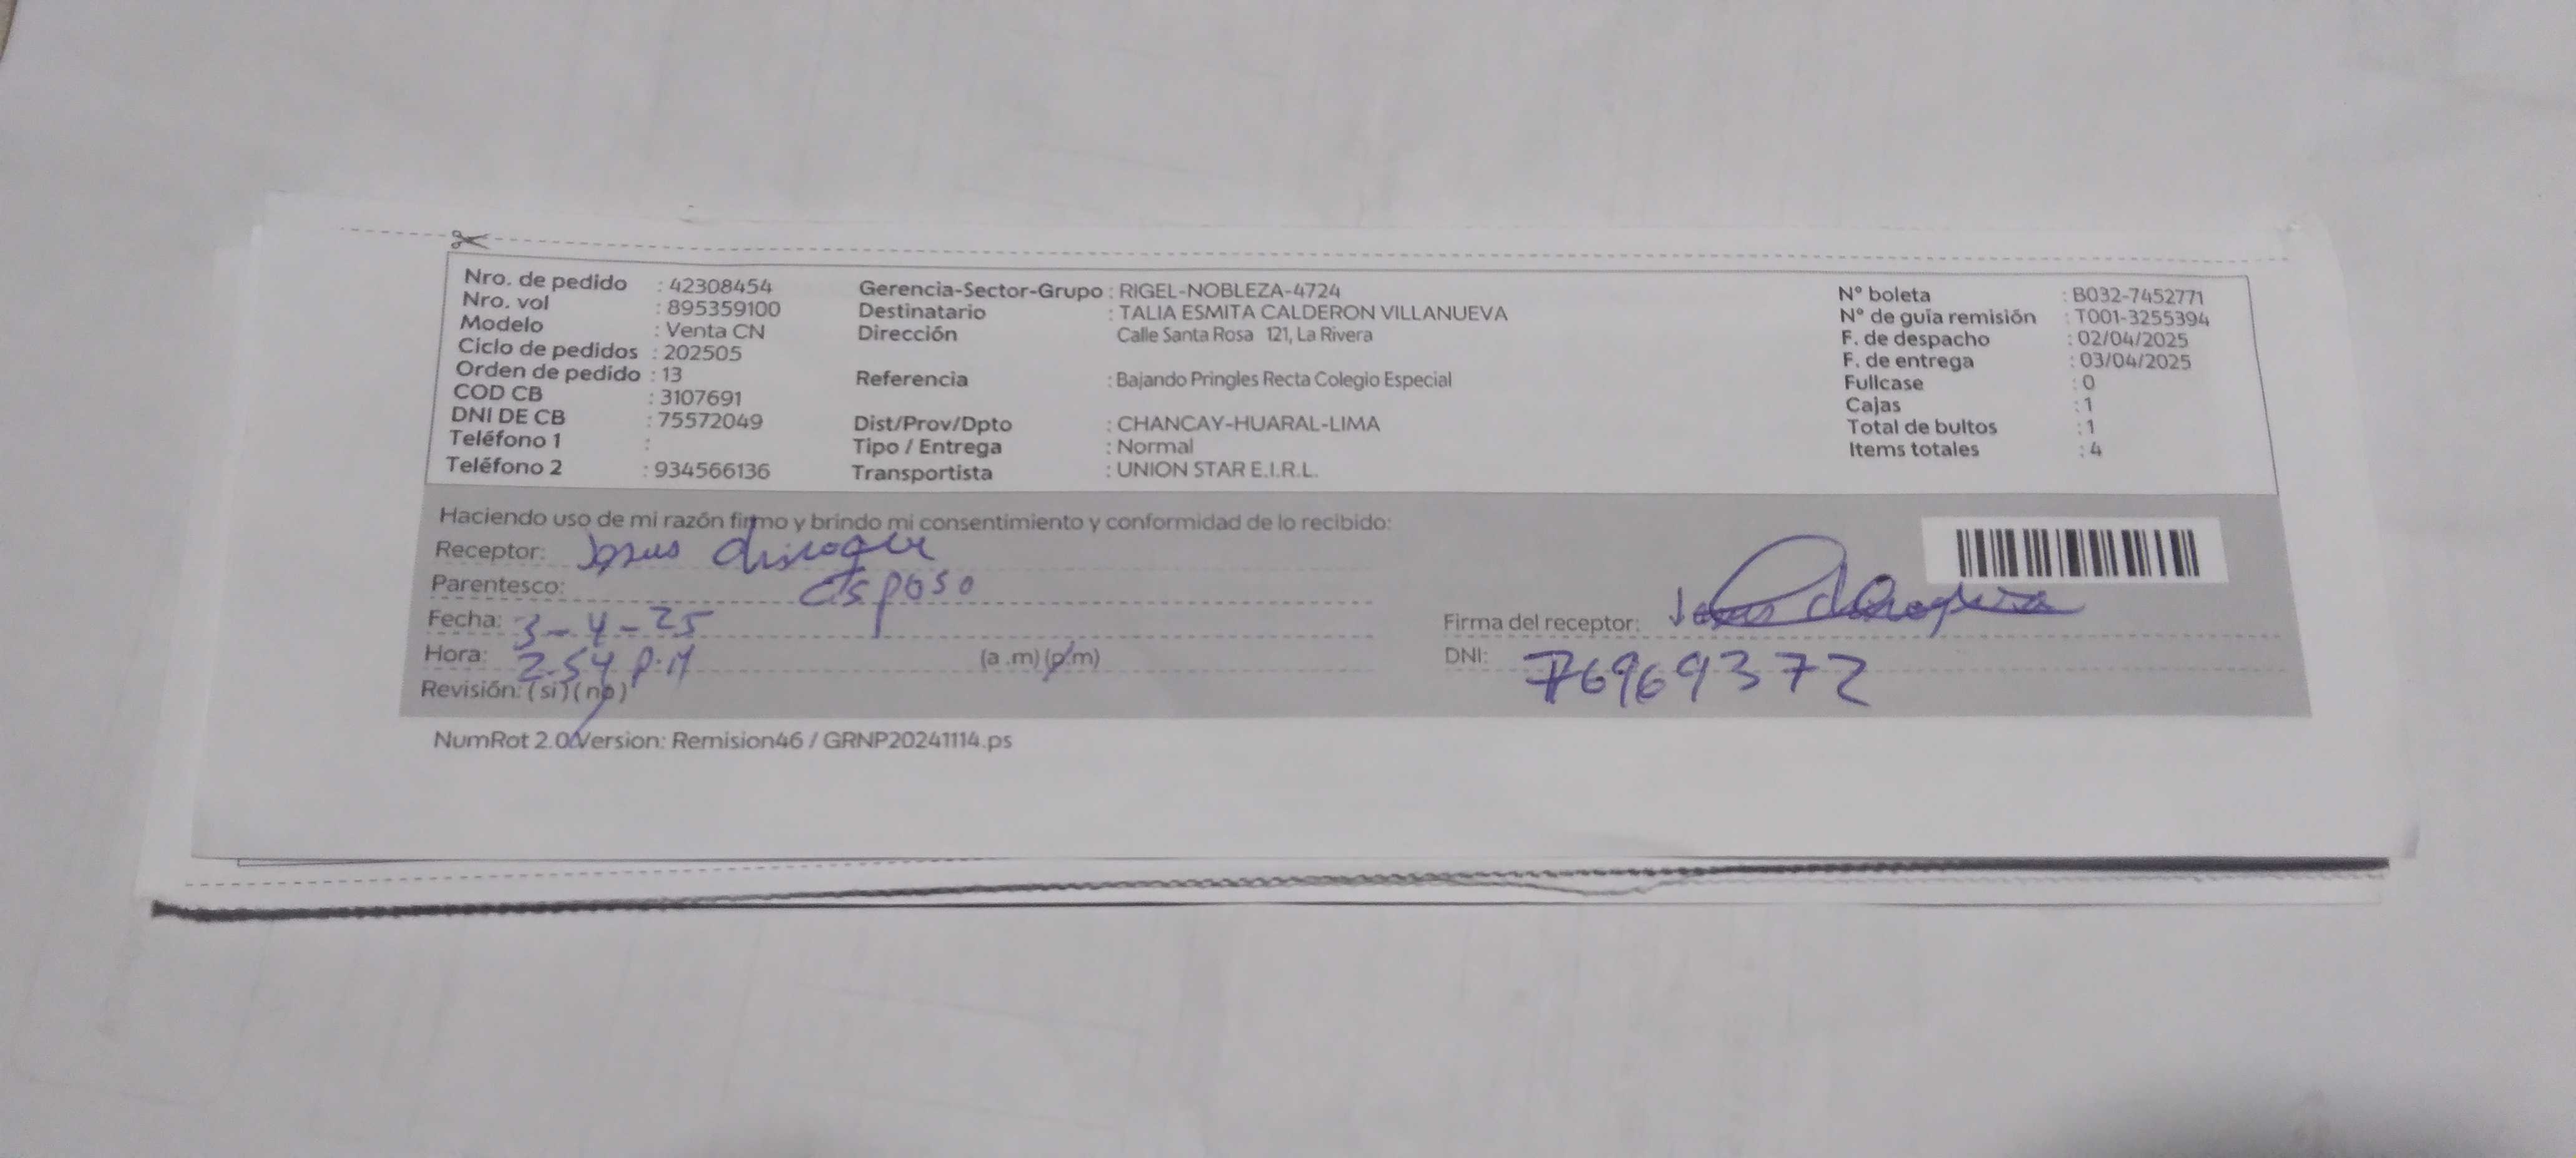 Nro. de pedido : 42308454
Nro. vol : 895359100
Modelo : Venta CN
Ciclo de pedidos : 202505
Orden de pedido : 13
COD CB : 3107691
DNI DE CB : 75572049
Teléfono 1 :
Teléfono 2 : 934566136
Gerencia-Sector-Grupo : RIGEL-NOBLEZA-4724
Destinatario : TALIA ESMITA CALDERON VILLANUEVA
Dirección Calle Santa Rosa 121, La Rivera
Referencia : Bajando Pringles Recta Colegio Especial
Dist/Prov/Dpto : CHANCAY-HUARAL-LIMA
Tipo / Entrega : Normal
Transportista : UNION STAR E.I.R.L.
N° boleta : B032-7452771
N° de guía remisión : T001-3255394
F. de despacho : 02/04/2025
F. de entrega : 03/04/2025
Fullcase : 0
Cajas : 1
Total de bultos : 1
Items totales : 4
Haciendo uso de mi razón firmo y brindo mi consentimiento y conformidad de lo recibido:
Receptor: Jesus
Parentesco: esposo
Fecha: 3-4-25
Hora: 2.54 p.M (a .m) (p.m)
Revisión: (si) (no)
Firma del receptor:
DNI: 76969372
NumRot 2.0 Version: Remision46 / GRNP20241114.ps